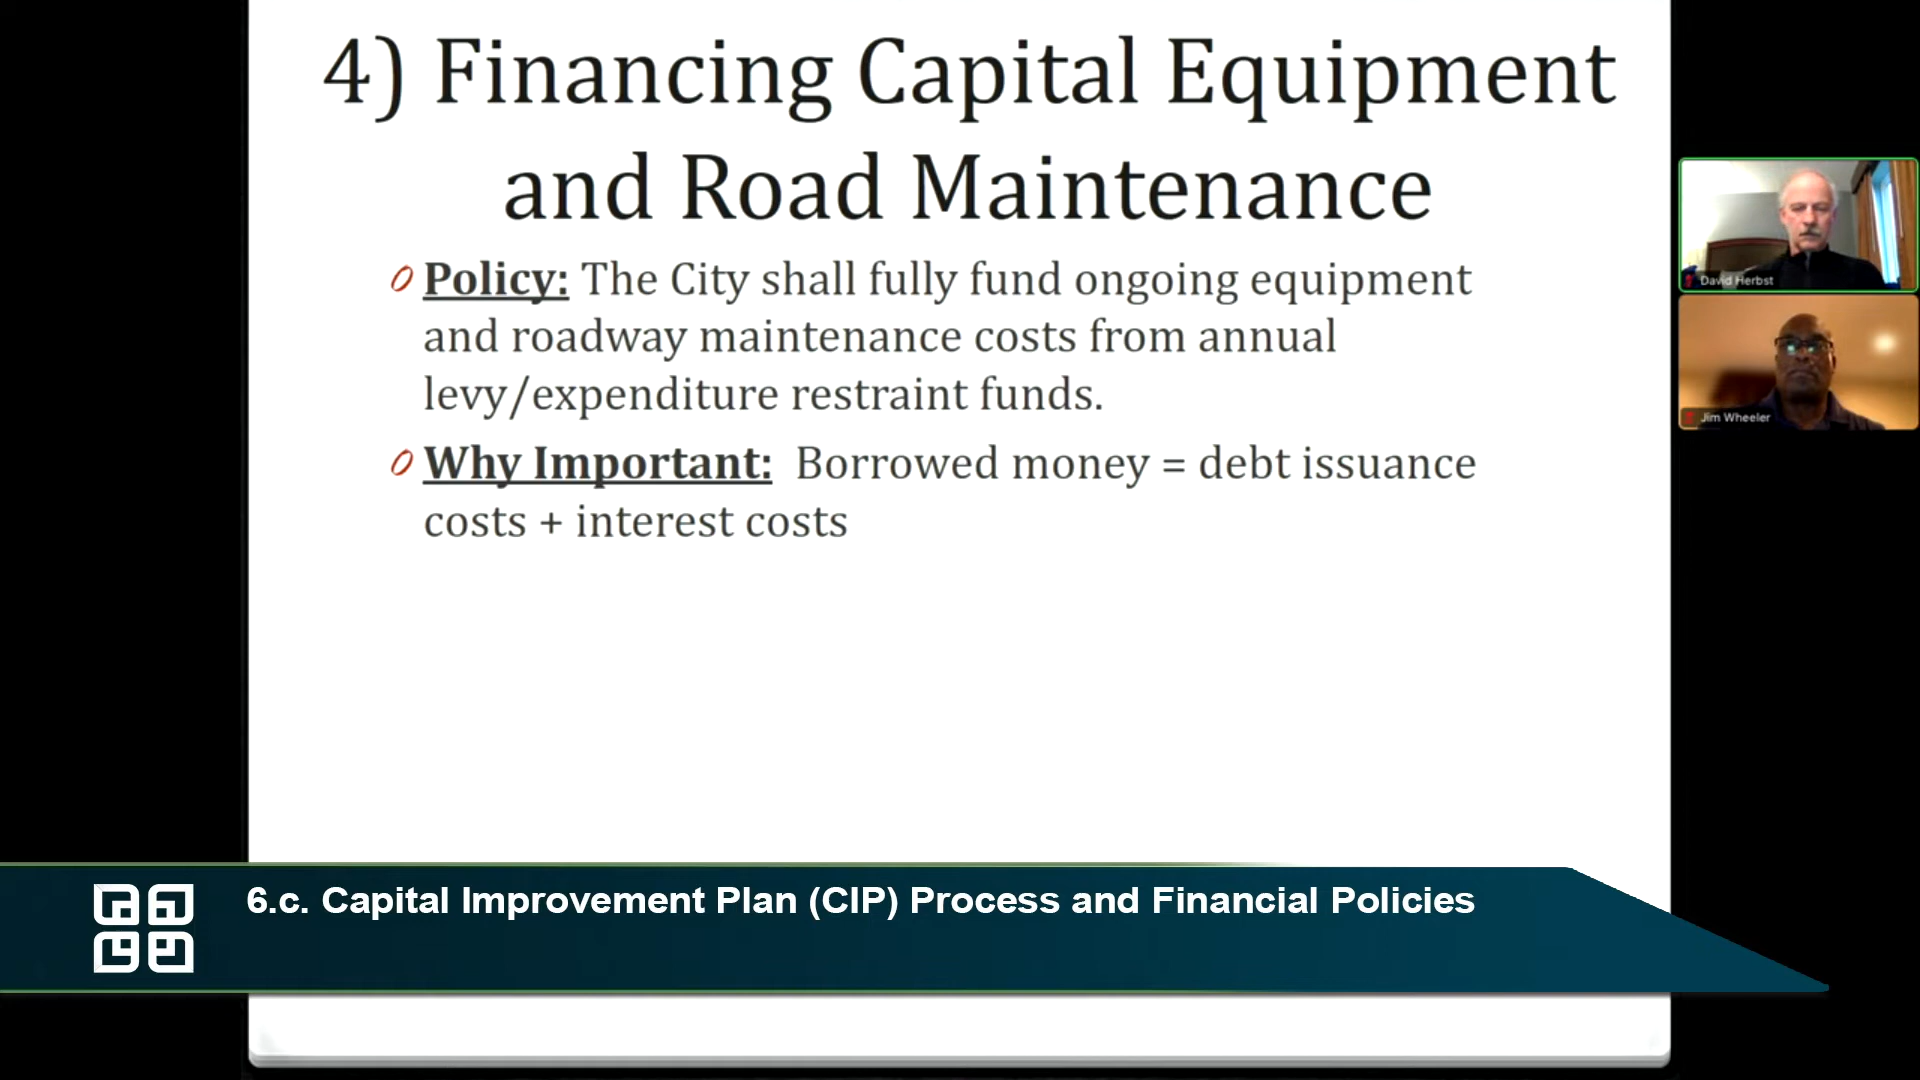 4) Financing Capital Equipment
and Road Maintenance
Policy: The City shall fully fund ongoing equipment
and roadway maintenance costs from annual
levy/expenditure restraint funds.
Why Important: Borrowed money = debt issuance
costs + interest costs
David Herbst
Jim Wheeler
6.c. Capital Improvement Plan (CIP) Process and Financial Policies